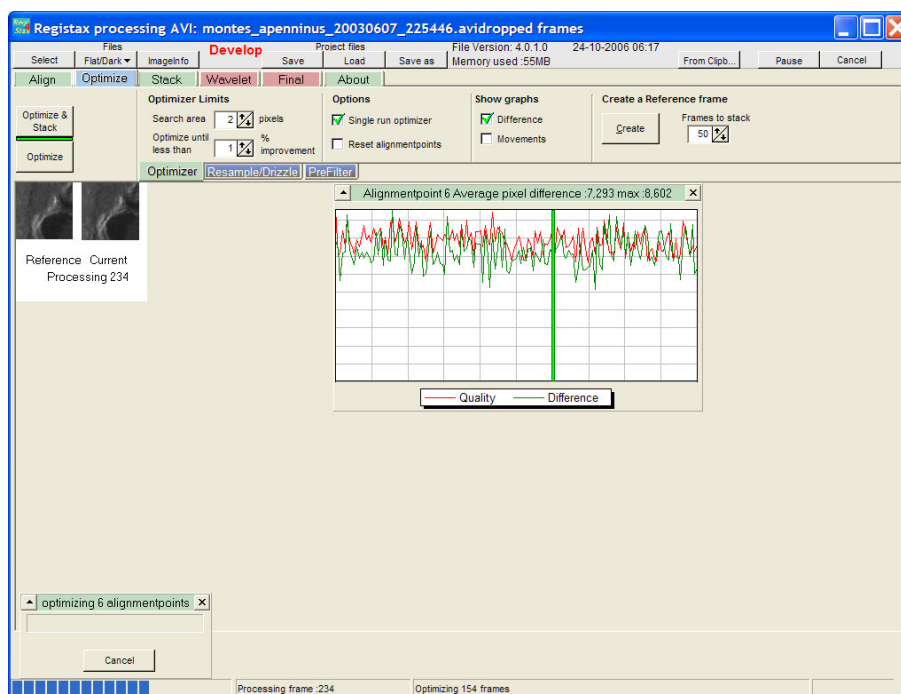 Registax processing AVI: montes_apenninus_20030607_225446.avidropped frames
Files Develop Project files File Version: 4.0.1.0 24-10-2006 06:17
Select Flat/Dark ImageInfo Save Load Save as Memory used :55MB From Clipb... Pause Cancel
Align Optimize Stack Wavelet Final About
Optimizer Limits Options Show graphs Create a Reference frame
Optimize & Stack
Search area 2 pixels
Single run optimizer
Difference
Create
Frames to stack
50
Optimize
Optimize until less than 1 % improvement
Reset alignmentpoints
Movements
Optimizer Resample/Drizzle PreFilter
Alignmentpoint 6 Average pixel difference :7,293 max :8,602
Reference Current
Processing 234
Quality Difference
optimizing 6 alignmentpoints
Cancel
Processing frame :234 Optimizing 154 frames